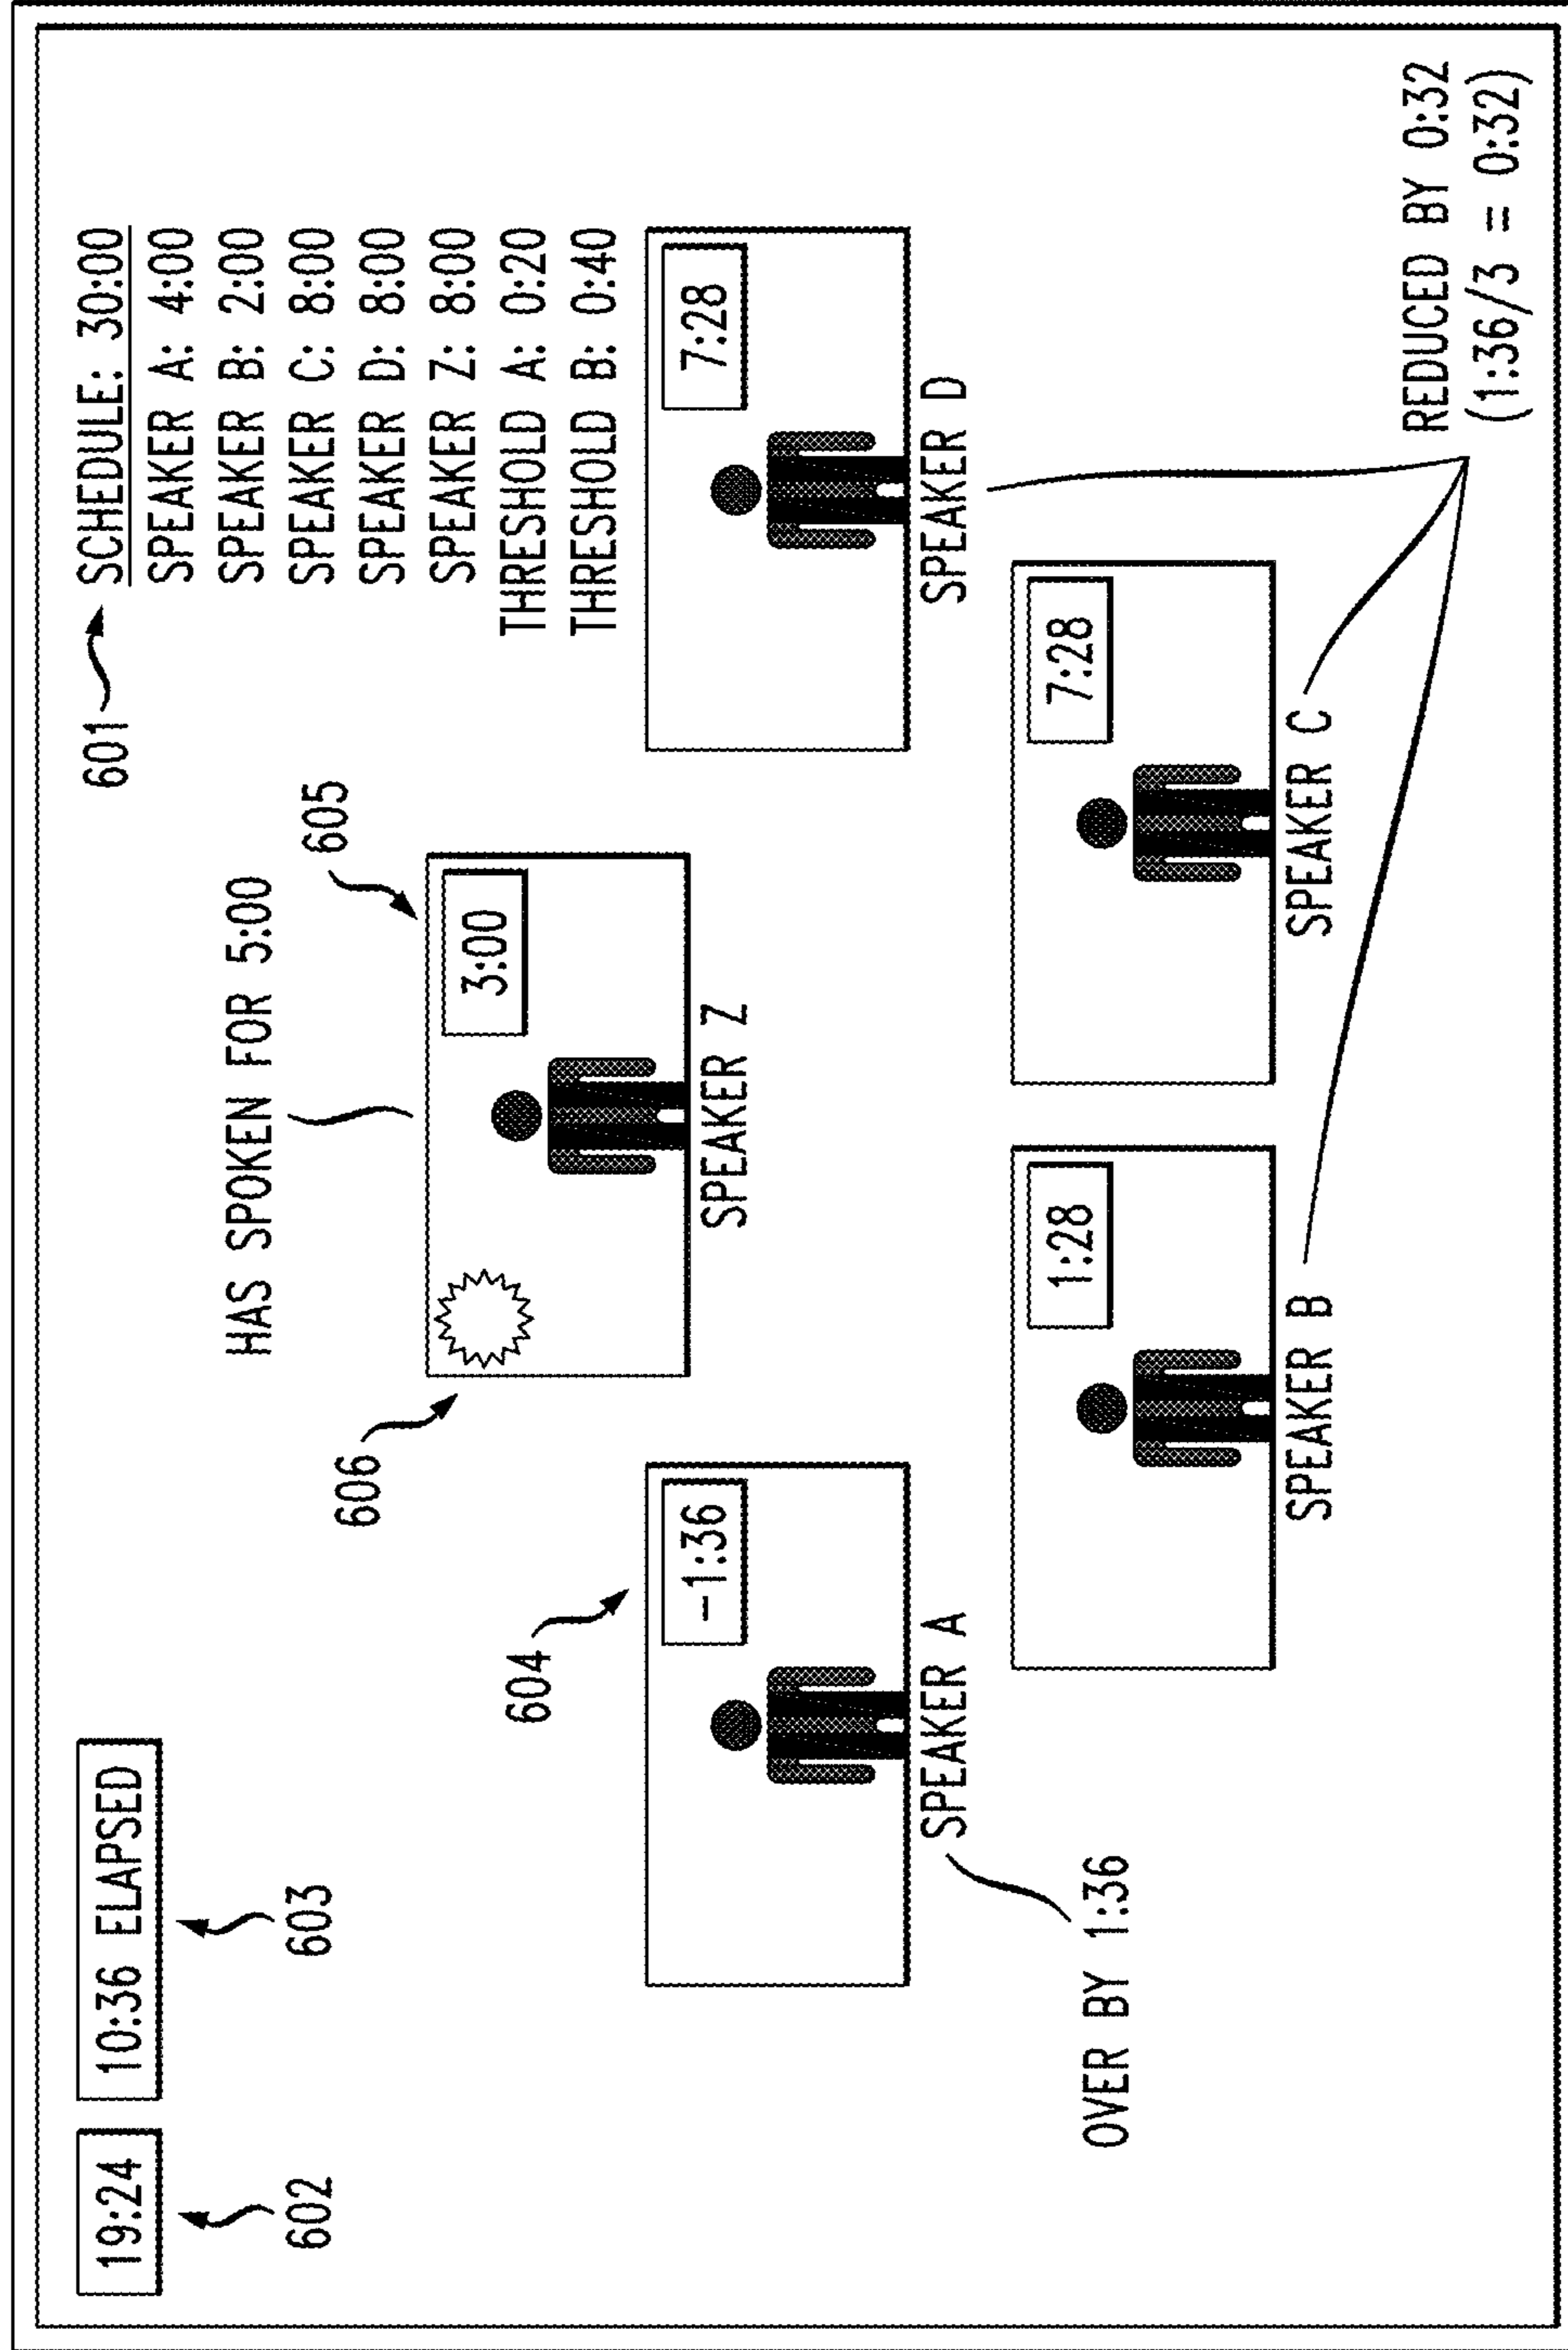 19:24
10:36 ELAPSED
602
603
601
SCHEDULE: 30:00
SPEAKER A: 4:00
SPEAKER B: 2:00
SPEAKER C: 8:00
SPEAKER D: 8:00
SPEAKER Z: 8:00
THRESHOLD A: 0:20
THRESHOLD B: 0:40
HAS SPOKEN FOR 5:00
605
606
3:00
SPEAKER Z
604
-1:36
SPEAKER A
OVER BY 1:36
7:28
SPEAKER D
1:28
SPEAKER B
7:28
SPEAKER C
REDUCED BY 0:32
(1:36/3 = 0:32)